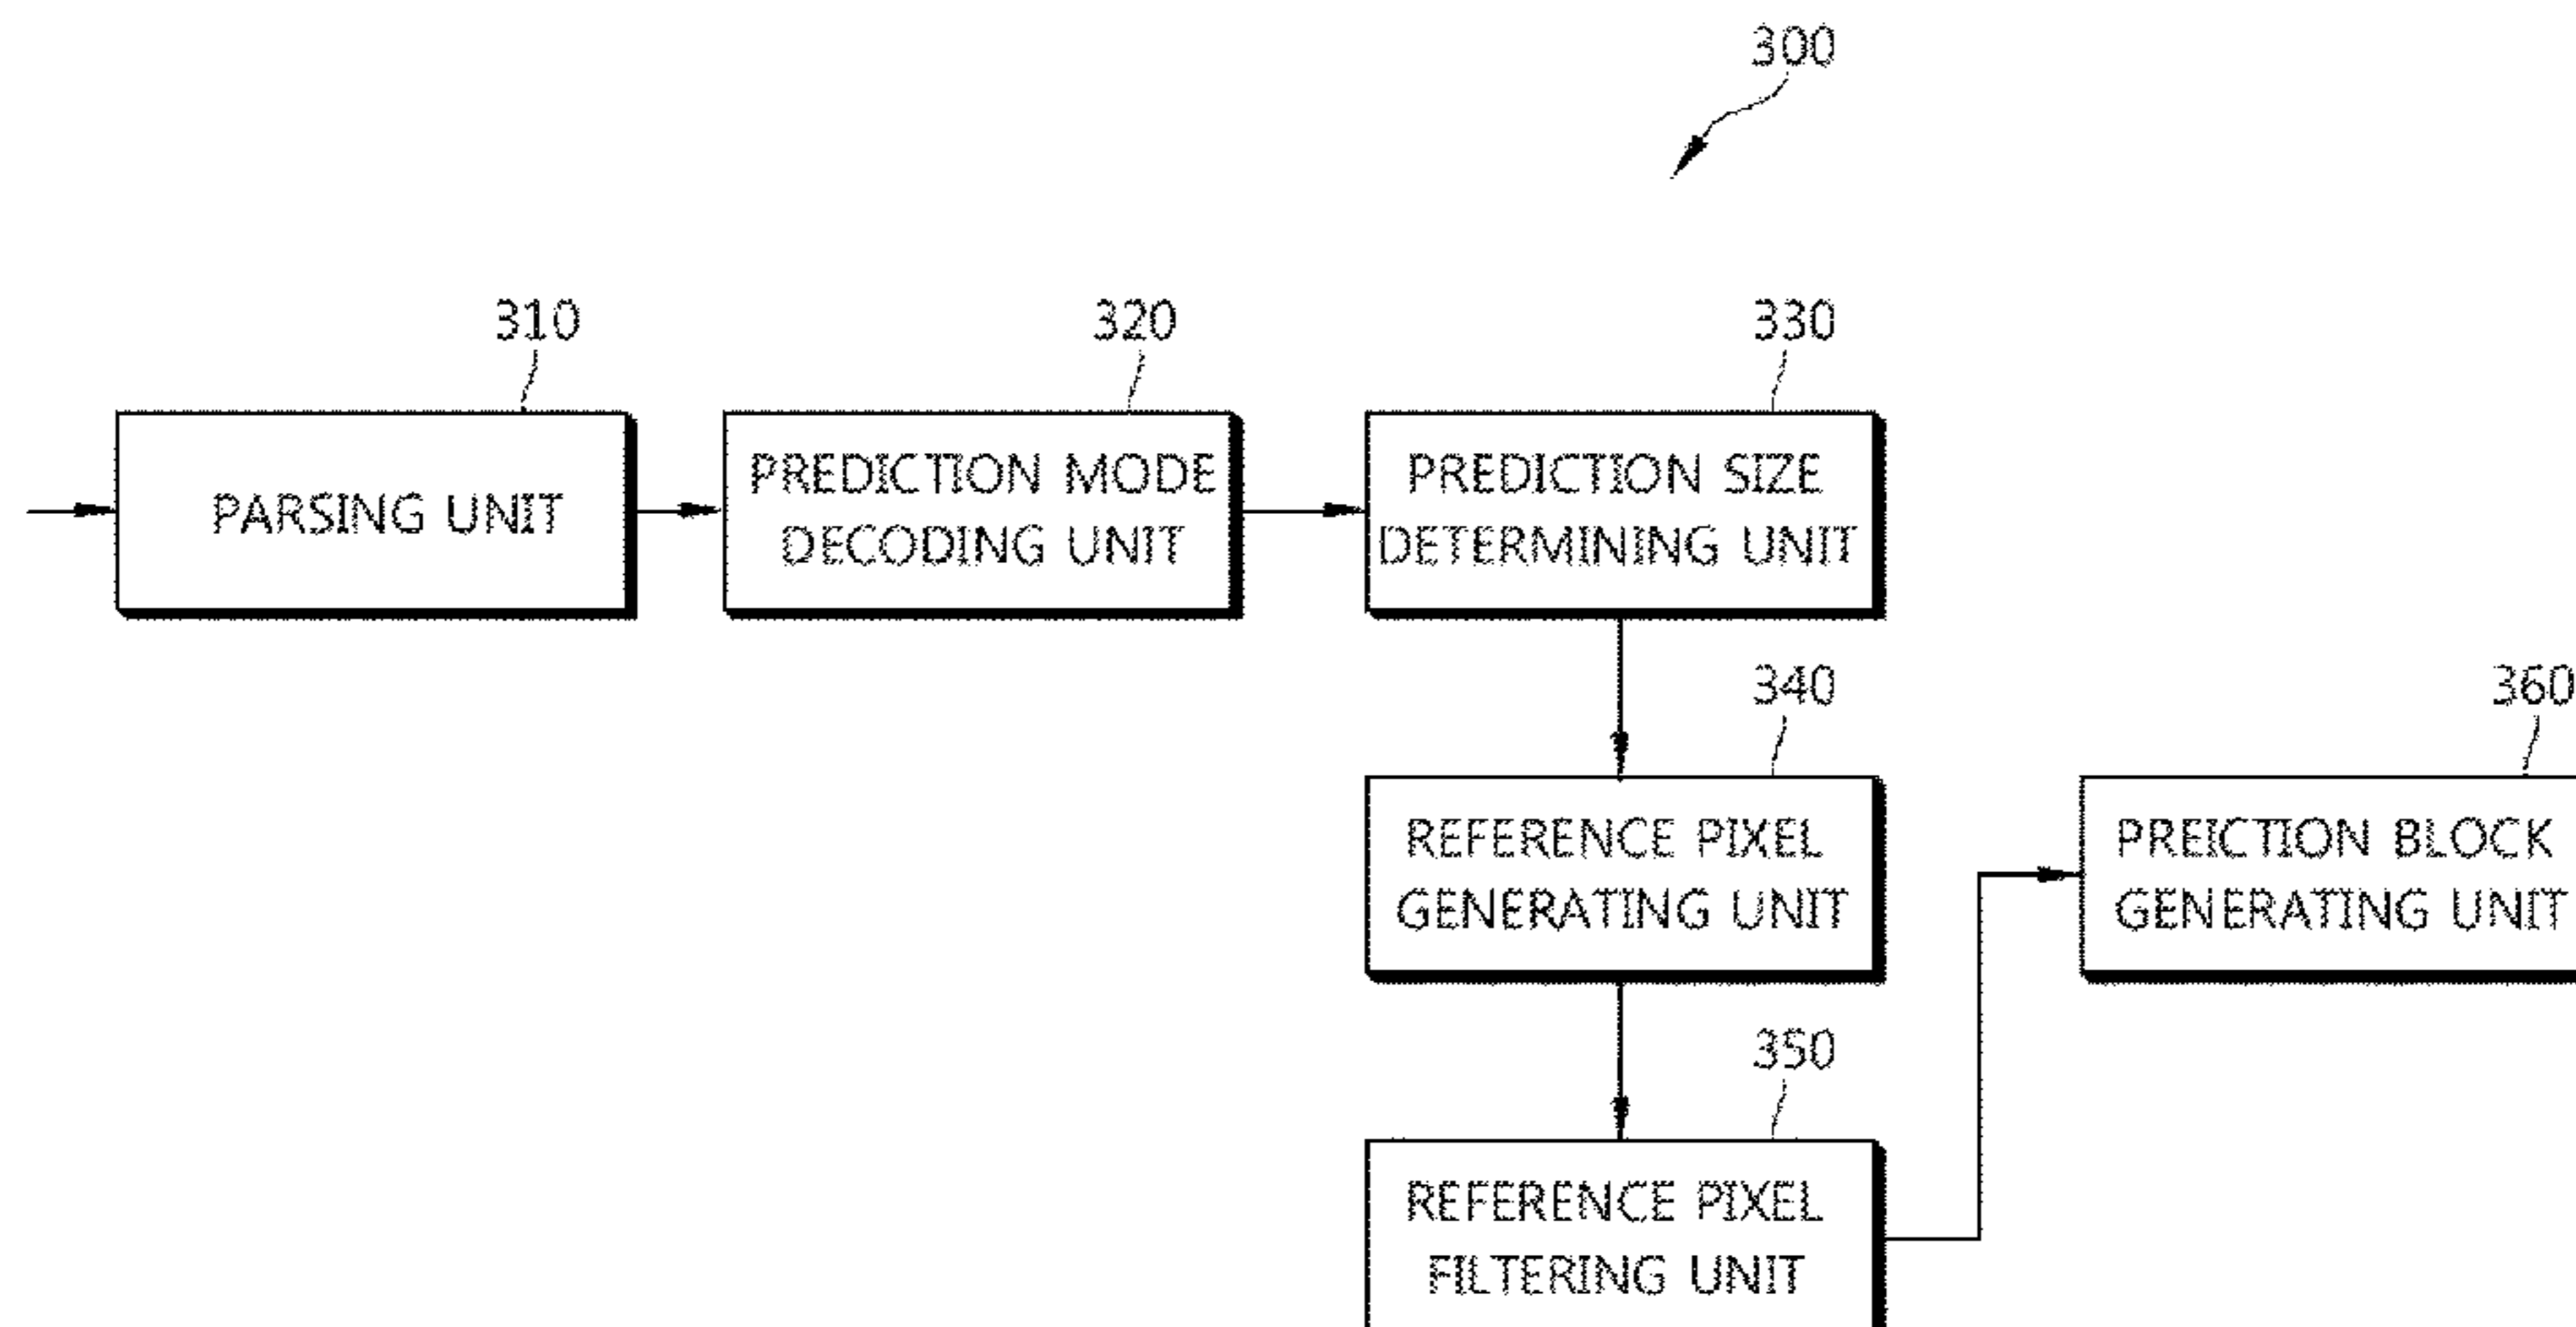 300
310
320
330
PARSING UNIT
PREDICTION MODE
DECODING UNIT
PREDICTION SIZE
DETERMINING UNIT
340
360
REFERENCE PIXEL
GENERATING UNIT
PREICTION BLOCK
GENERATING UNIT
350
REFERENCE PIXEL
FILTERING UNIT